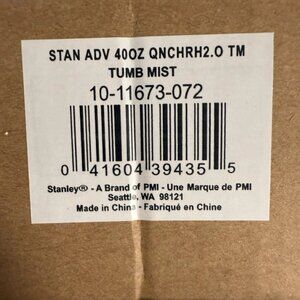 STAN ADV 40OZ QNCHRH2.O TM
TUMB MIST
10-11673-072
0 41604 39435 5
Stanley® - A Brand of PMI - Une Marque de PMI
Seattle, WA 98121
Made in China - Fabriqué en Chine